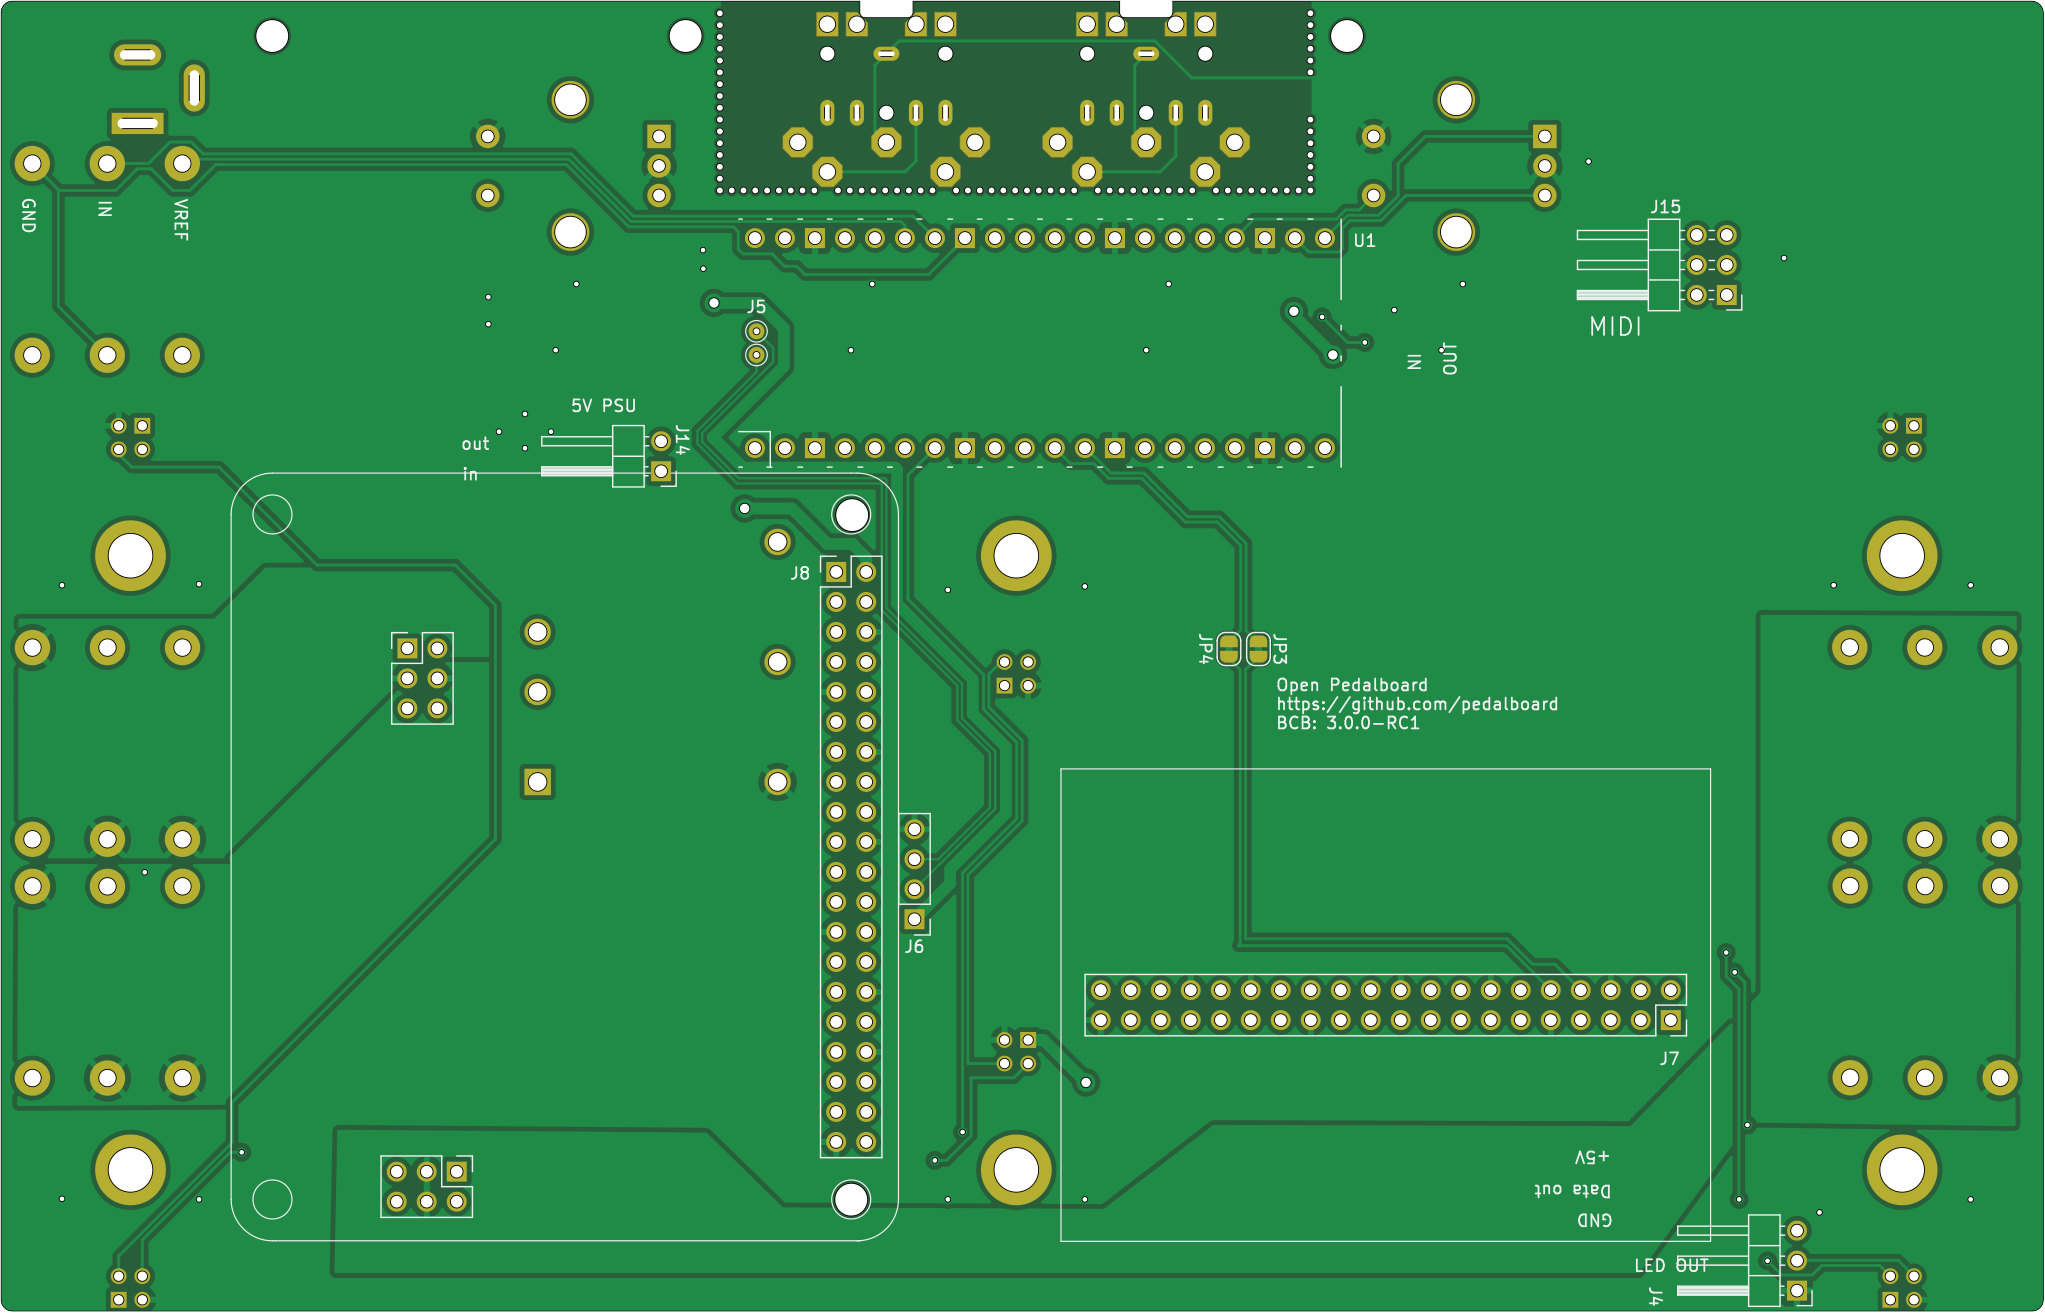 GND
IN
VREF
J15
U1
MIDI
J5
IN
OUT
5V PSU
J14
out
in
J8
JP4
JP3
Open Pedalboard
https://github.com/pedalboard
BCB: 3.0.0-RC1
J6
J7
+5V
Data out
GND
LED OUT
J4